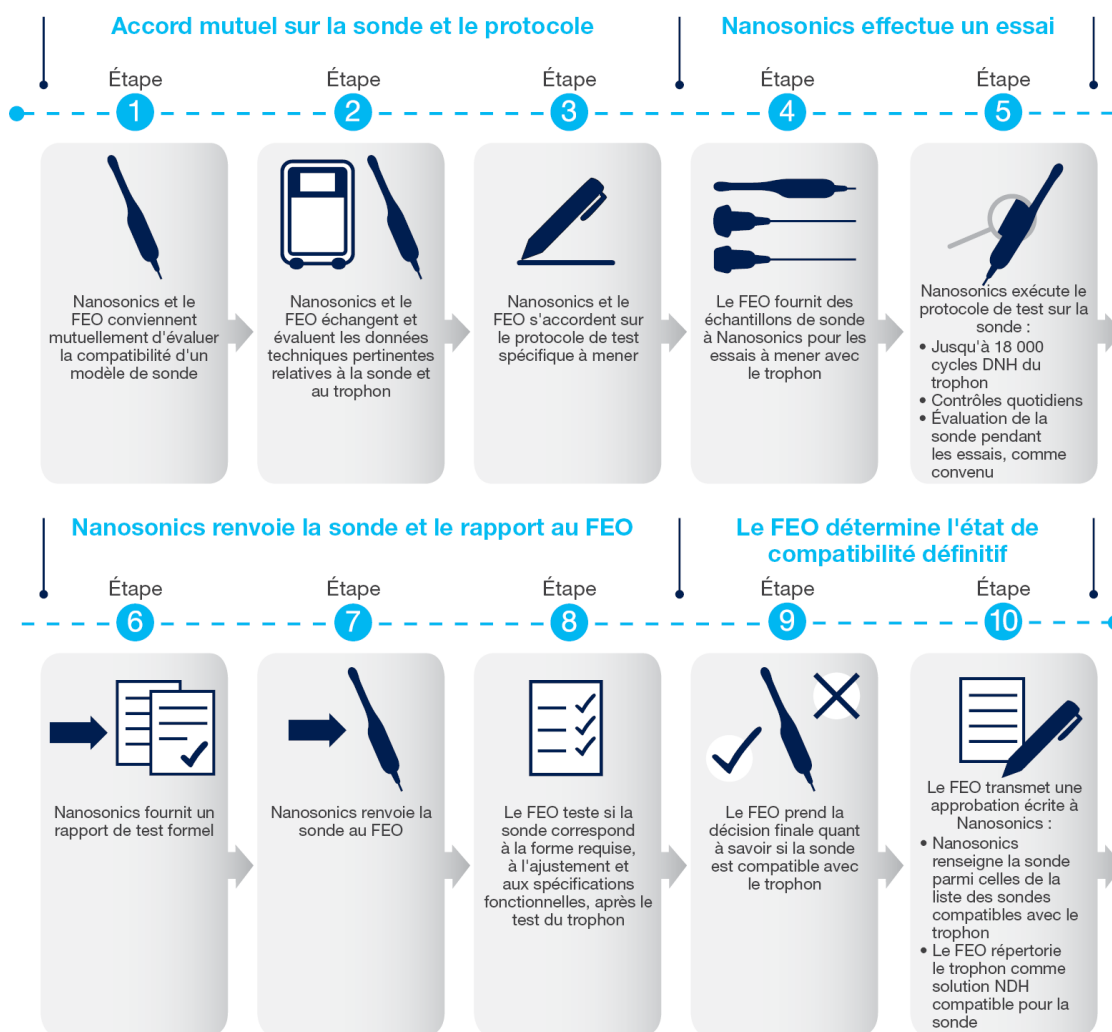 Accord mutuel sur la sonde et le protocole
Nanosonics effectue un essai
Étape
1
Étape
2
Étape
3
Étape
4
Étape
5
Nanosonics et le
FEO conviennent
mutuellement d'évaluer
la compatibilité d'un
modèle de sonde
Nanosonics et le
FEO échangent et
évaluent les données
techniques pertinentes
relatives à la sonde et
au trophon
Nanosonics et le
FEO s'accordent sur
le protocole de test
spécifique à mener
Le FEO fournit des
échantillons de sonde
à Nanosonics pour les
essais à mener avec
le trophon
Nanosonics exécute le
protocole de test sur la
sonde :
• Jusqu'à 18 000
cycles DNH du
trophon
• Contrôles quotidiens
• Évaluation de la
sonde pendant
les essais, comme
convenu
Nanosonics renvoie la sonde et le rapport au FEO
Le FEO détermine l'état de
compatibilité définitif
Étape
6
Étape
7
Étape
8
Étape
9
Étape
10
Nanosonics fournit un
rapport de test formel
Nanosonics renvoie la
sonde au FEO
Le FEO teste si la
sonde correspond
à la forme requise,
à l'ajustement et
aux spécifications
fonctionnelles, après le
test du trophon
Le FEO prend la
décision finale quant
à savoir si la sonde
est compatible avec
le trophon
Le FEO transmet une
approbation écrite à
Nanosonics :
• Nanosonics
renseigne la sonde
parmi celles de la
liste des sondes
compatibles avec le
trophon
• Le FEO répertorie
le trophon comme
solution NDH
compatible pour la
sonde